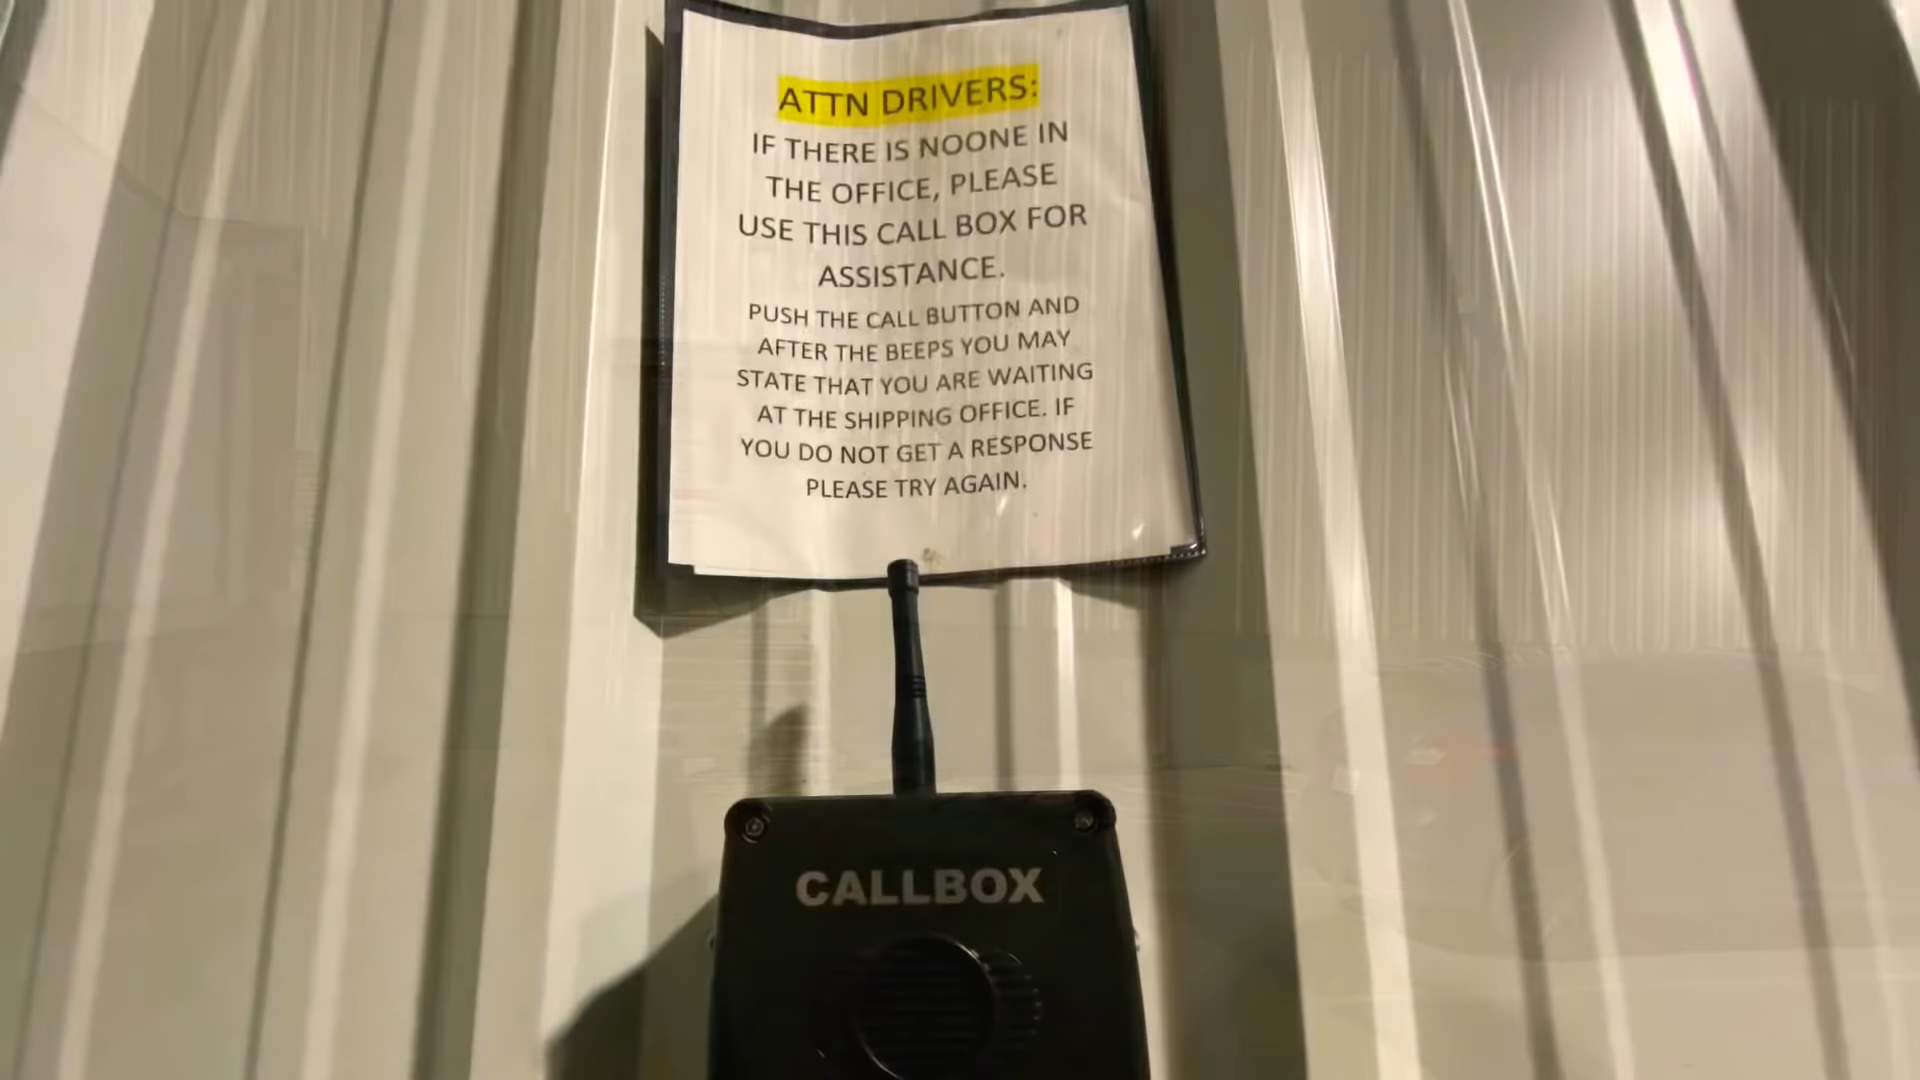 ATTN DRIVERS:
IF THERE IS NOONE IN
THE OFFICE, PLEASE
USE THIS CALL BOX FOR
ASSISTANCE.
PUSH THE CALL BUTTON AND
AFTER THE BEEPS YOU MAY
STATE THAT YOU ARE WAITING
AT THE SHIPPING OFFICE. IF
YOU DO NOT GET A RESPONSE
PLEASE TRY AGAIN.
CALLBOX